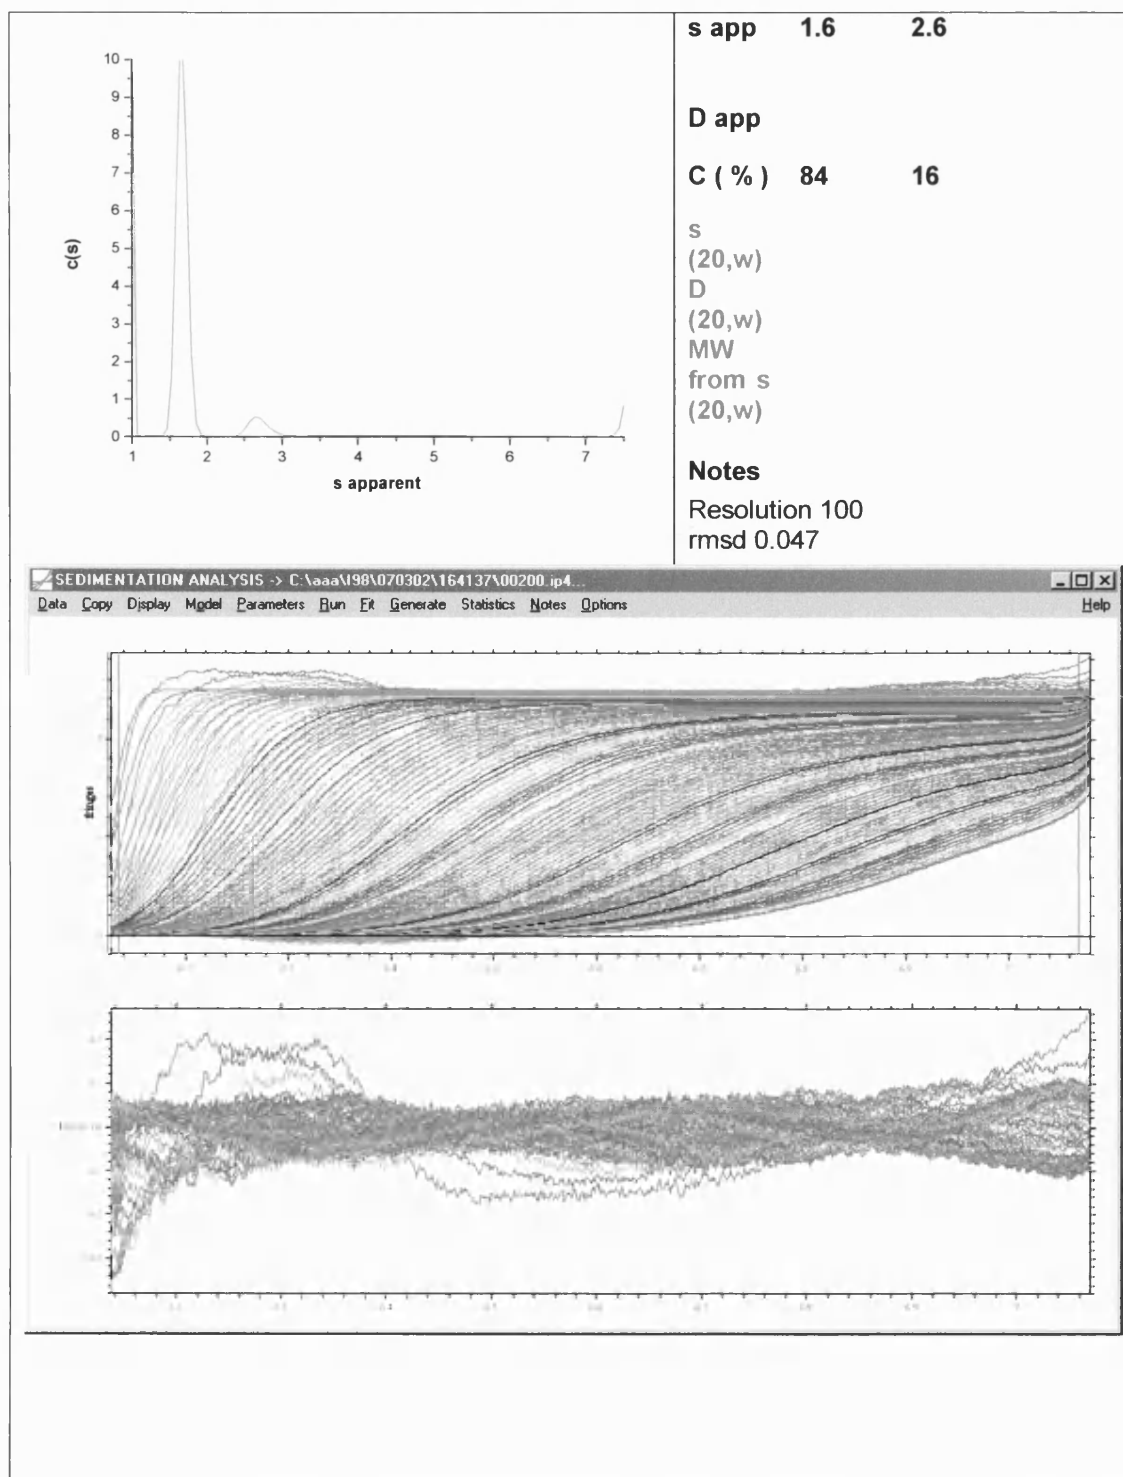 s app 1.6 2.6
D app
C ( % ) 84 16
s
(20,w)
D
(20,w)
MW
from s
(20,w)
Notes
Resolution 100
rmsd 0.047
10
9
8
7
6
5
4
3
2
1
0
c(s)
1 2 3 4 5 6 7
s apparent
SEDIMENTATION ANALYSIS -> C:\aaa\I98\070302\164137\00200.ip4...
Data Copy Display Model Parameters Run Fit Generate Statistics Notes Options Help
fringes